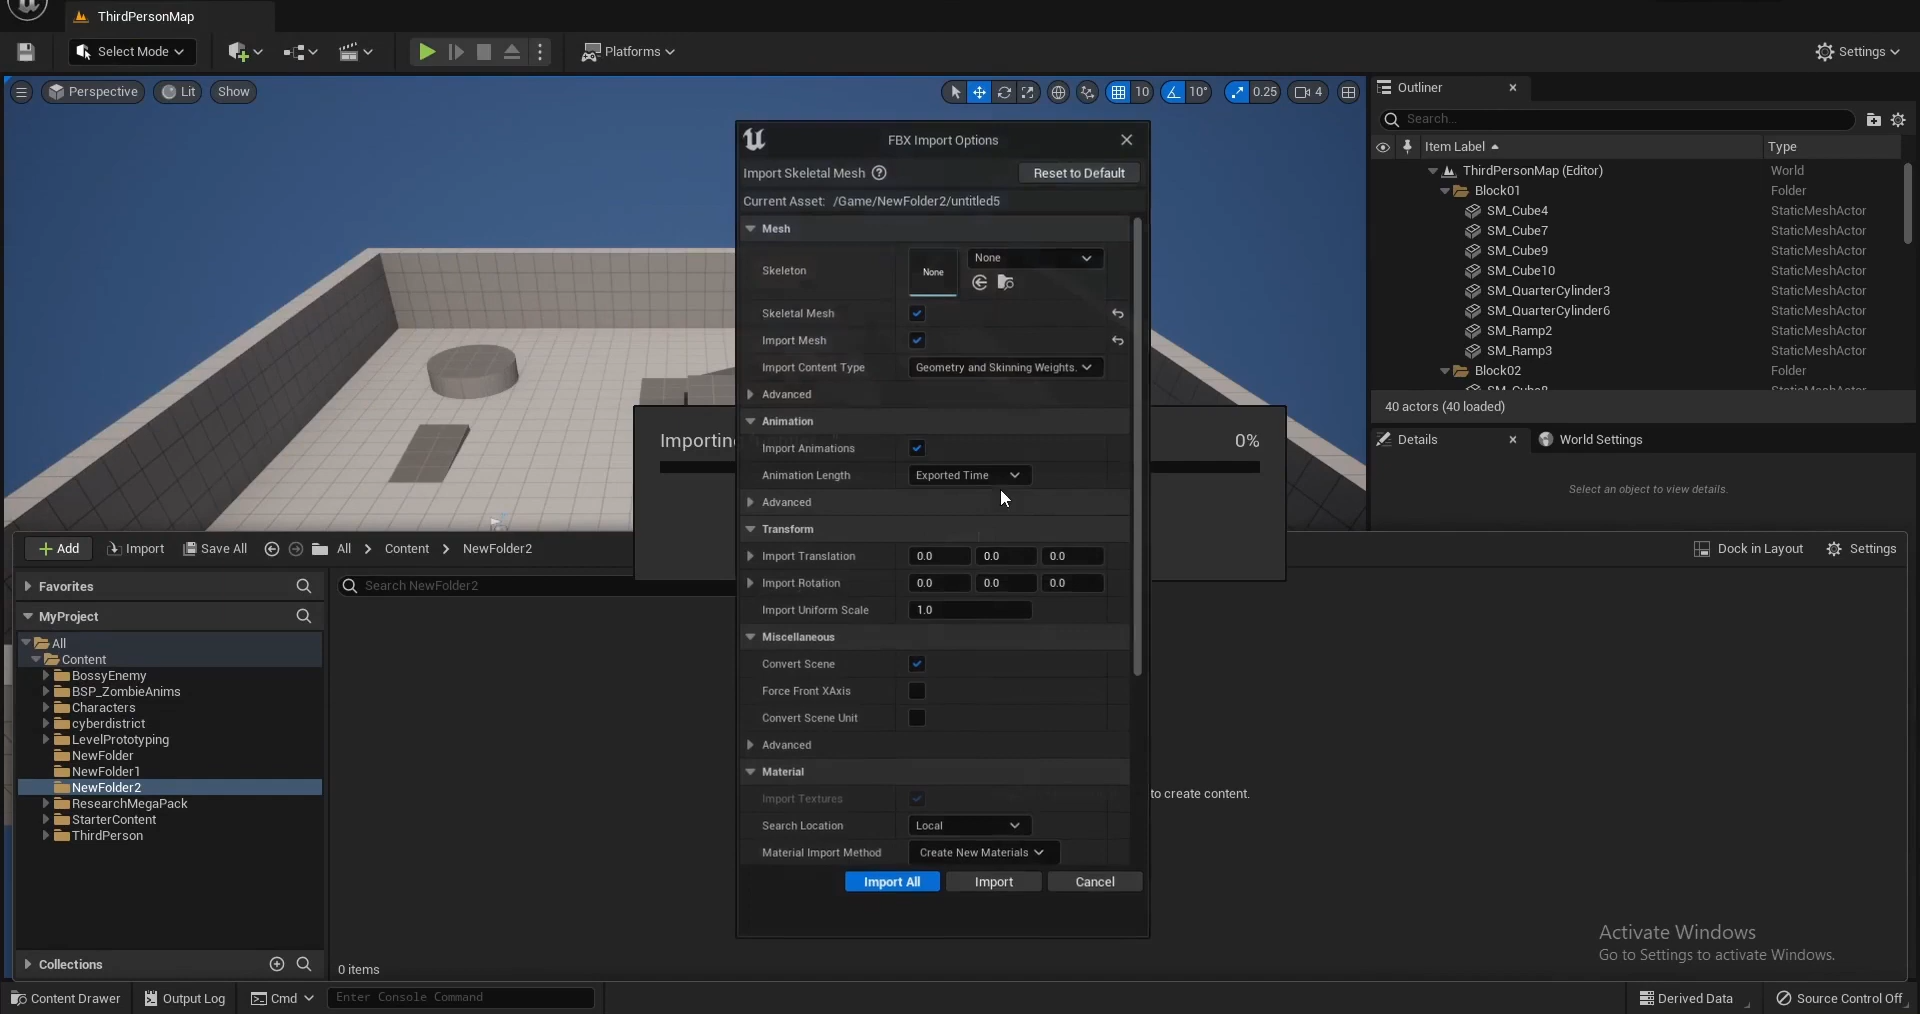 ThirdPersonMap
Select Mode
Platforms
Settings
Perspective
Lit
Show
10
10°
0.25
4
Outliner
Search...
Item Label
Type
ThirdPersonMap (Editor)
World
Block01
Folder
SM_Cube4
StaticMeshActor
SM_Cube7
StaticMeshActor
SM_Cube9
StaticMeshActor
SM_Cube10
StaticMeshActor
SM_QuarterCylinder3
StaticMeshActor
SM_QuarterCylinder6
StaticMeshActor
SM_Ramp2
StaticMeshActor
SM_Ramp3
StaticMeshActor
Block02
Folder
SM_Cube8
StaticMeshActor
40 actors (40 loaded)
Details
World Settings
Select an object to view details.
FBX Import Options
Import Skeletal Mesh
?
Reset to Default
Current Asset: /Game/NewFolder2/untitled5
Mesh
Skeleton
None
None
Skeletal Mesh
Import Mesh
Import Content Type
Geometry and Skinning Weights.
Advanced
Animation
Import Animations
Animation Length
Exported Time
Advanced
Transform
Import Translation
0.0
0.0
0.0
Import Rotation
0.0
0.0
0.0
Import Uniform Scale
1.0
Miscellaneous
Convert Scene
Force Front XAxis
Convert Scene Unit
Advanced
Material
Import Textures
Search Location
Local
Material Import Method
Create New Materials
Import All
Import
Cancel
0%
Add
Import
Save All
All
Content
NewFolder2
Dock in Layout
Settings
Favorites
Search NewFolder2
MyProject
All
Content
BossyEnemy
BSP_ZombieAnims
Characters
cyberdistrict
LevelPrototyping
NewFolder
NewFolder1
NewFolder2
ResearchMegaPack
StarterContent
ThirdPerson
to create content.
Collections
0 items
Activate Windows
Go to Settings to activate Windows.
Content Drawer
Output Log
Cmd
Enter Console Command
Derived Data
Source Control Off